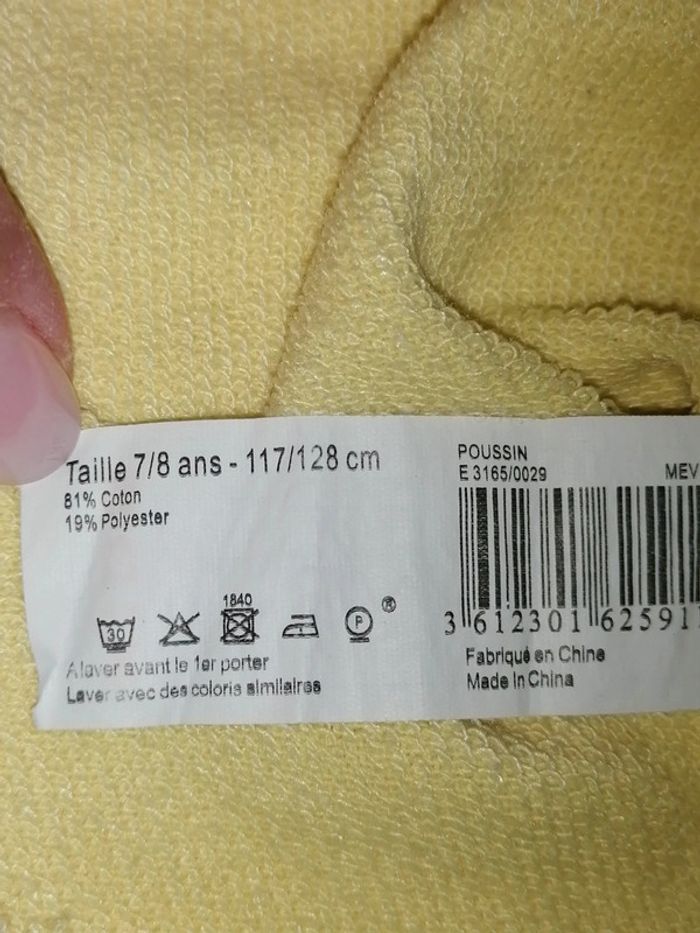 Taille 7/8 ans - 117/128 cm
81% Coton
19% Polyester
1840
30
P
®
A laver avant le 1er porter
Laver avec des coloris similaires
POUSSIN
E 3165/0029
MEV
3 612301 62591
Fabriqué en Chine
Made In China